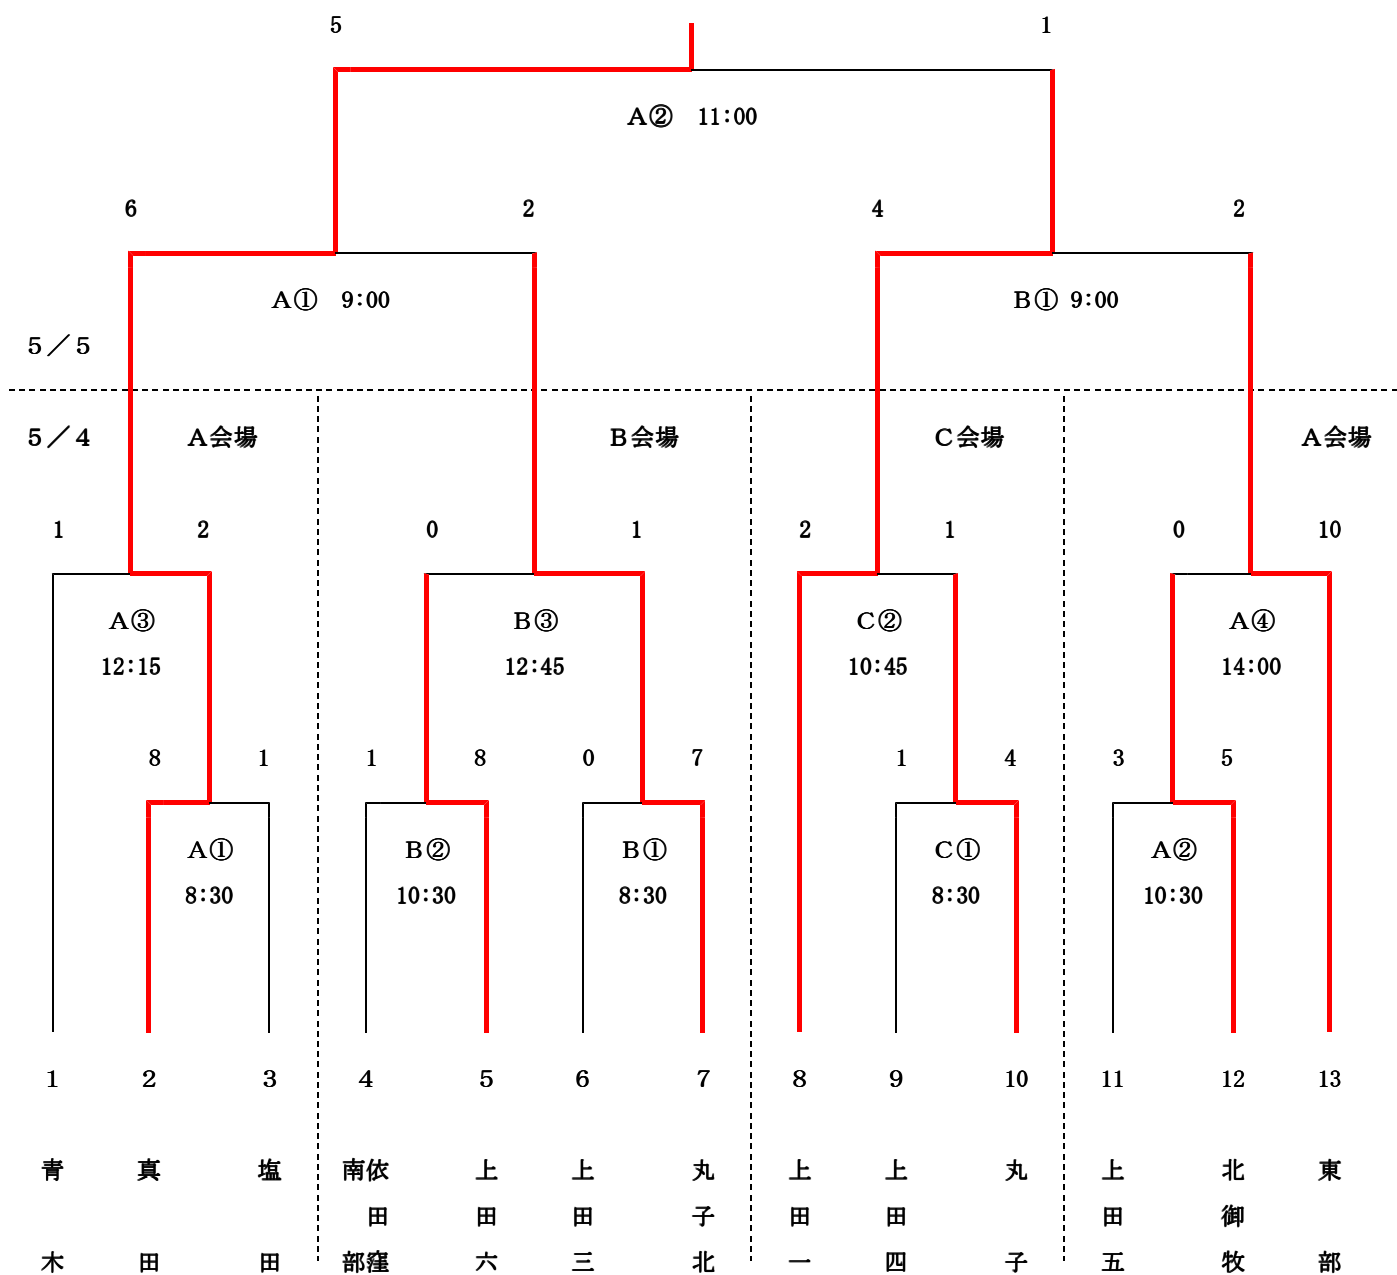 5 1
A② 11:00
6 2 4 2
A① 9:00 B① 9:00
5／5
5／4 A会場 B会場 C会場 A会場
1 2 0 1 2 1 0 10
A③ B③ C② A④
12:15 12:45 10:45 14:00
8 1 1 8 0 7 1 4 3 5
A① B② B① C① A②
8:30 10:30 8:30 8:30 10:30
1 2 3 4 5 6 7 8 9 10 11 12 13
青木
真田
塩田
南部
依田窪
上田六
上田三
丸子北
上田一
上田四
丸子
上田五
北御牧
東部